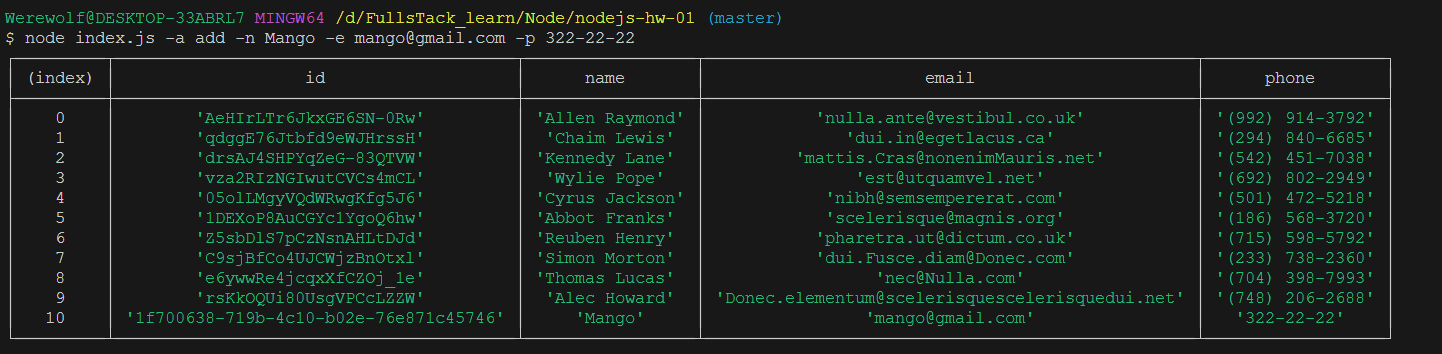 Werewolf@DESKTOP-33ABRL7 MINGW64 /d/FullsTack_learn/Node/nodejs-hw-01 (master)
$ node index.js -a add -n Mango -e mango@gmail.com -p 322-22-22
(index) id name email phone
0 'AeHIrLTr6JkxGE6SN-0Rw' 'Allen Raymond' 'nulla.ante@vestibul.co.uk' '(992) 914-3792'
1 'qdggE76Jtbfd9eWJHrssH' 'Chaim Lewis' 'dui.in@egetlacus.ca' '(294) 840-6685'
2 'drsAJ4SHPYqZeG-83QTVW' 'Kennedy Lane' 'mattis.Cras@nonenimMauris.net' '(542) 451-7038'
3 'vza2RIzNGIwutCVCs4mCL' 'Wylie Pope' 'est@utquamvel.net' '(692) 802-2949'
4 '05olLMgyVQdWRwgKfg5J6' 'Cyrus Jackson' 'nibh@semsempererat.com' '(501) 472-5218'
5 '1DEXoP8AuCGYc1YgoQ6hw' 'Abbot Franks' 'scelerisque@magnis.org' '(186) 568-3720'
6 'Z5sbDlS7pCzNsnAHLtDJd' 'Reuben Henry' 'pharetra.ut@dictum.co.uk' '(715) 598-5792'
7 'C9sjBfCo4UJCWjzBnOtxl' 'Simon Morton' 'dui.Fusce.diam@Donec.com' '(233) 738-2360'
8 'e6ywwRe4jcqxXfCZOj_1e' 'Thomas Lucas' 'nec@Nulla.com' '(704) 398-7993'
9 'rsKkOQUi80UsgVPCcLZZW' 'Alec Howard' 'Donec.elementum@scelerisquescelerisquedui.net' '(748) 206-2688'
10 '1f700638-719b-4c10-b02e-76e871c45746' 'Mango' 'mango@gmail.com' '322-22-22'